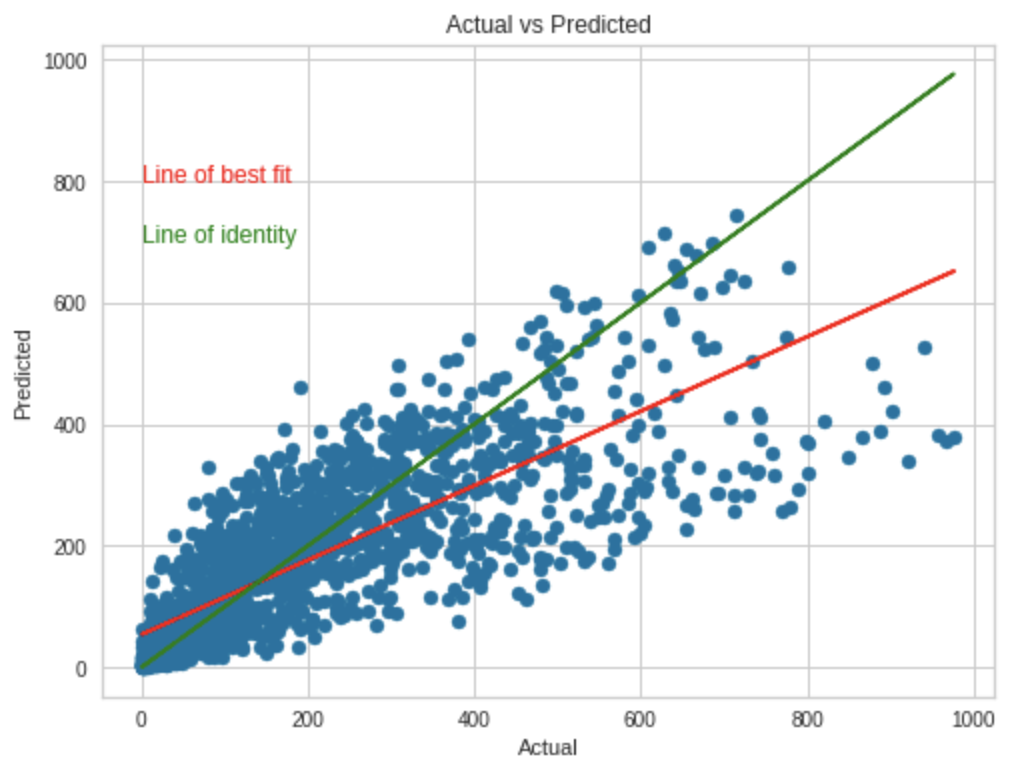 Actual vs Predicted
1000
800
600
400
200
0
Predicted
Line of best fit
Line of identity
0 200 400 600 800 1000
Actual